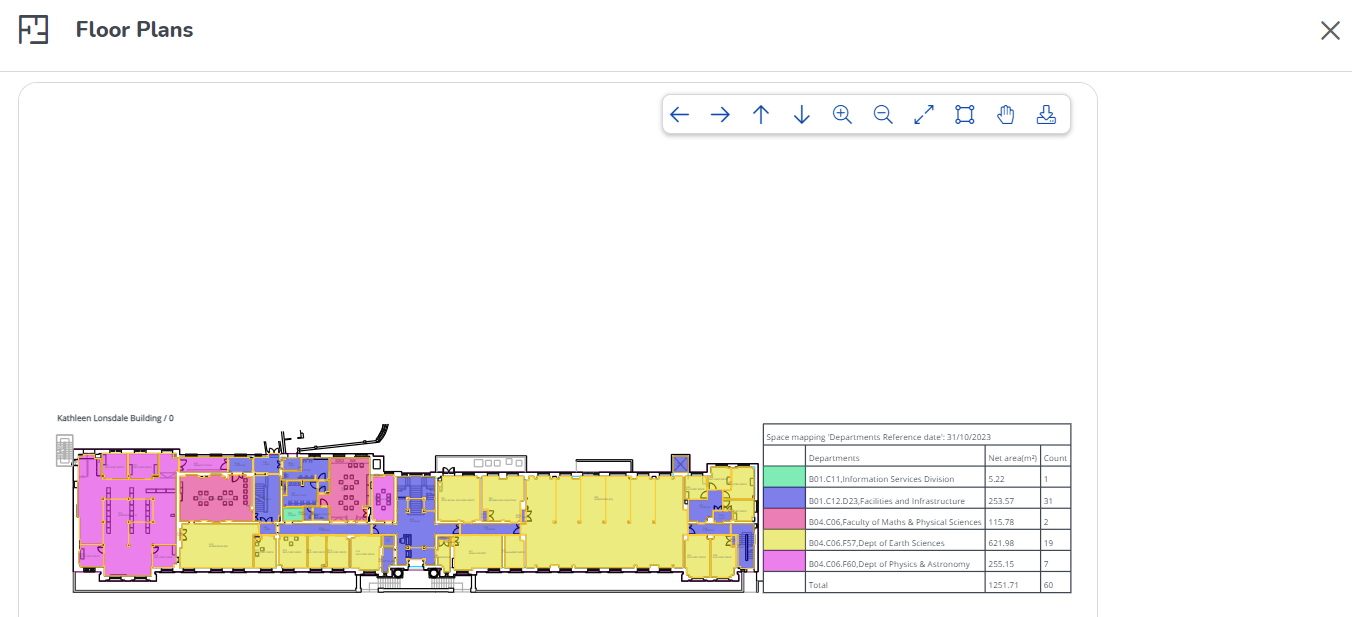 Floor Plans
Kathleen Lonsdale Building / 0
Space mapping 'Departments Reference date': 31/10/2023
Departments Net area(m²) Count
B01.C11,Information Services Division 5.22 1
B01.C12.D23,Facilities and Infrastructure 253.57 31
B04.C06,Faculty of Maths & Physical Sciences 115.78 2
B04.C06.F57,Dept of Earth Sciences 621.98 19
B04.C06.F60,Dept of Physics & Astronomy 255.15 7
Total 1251.71 60